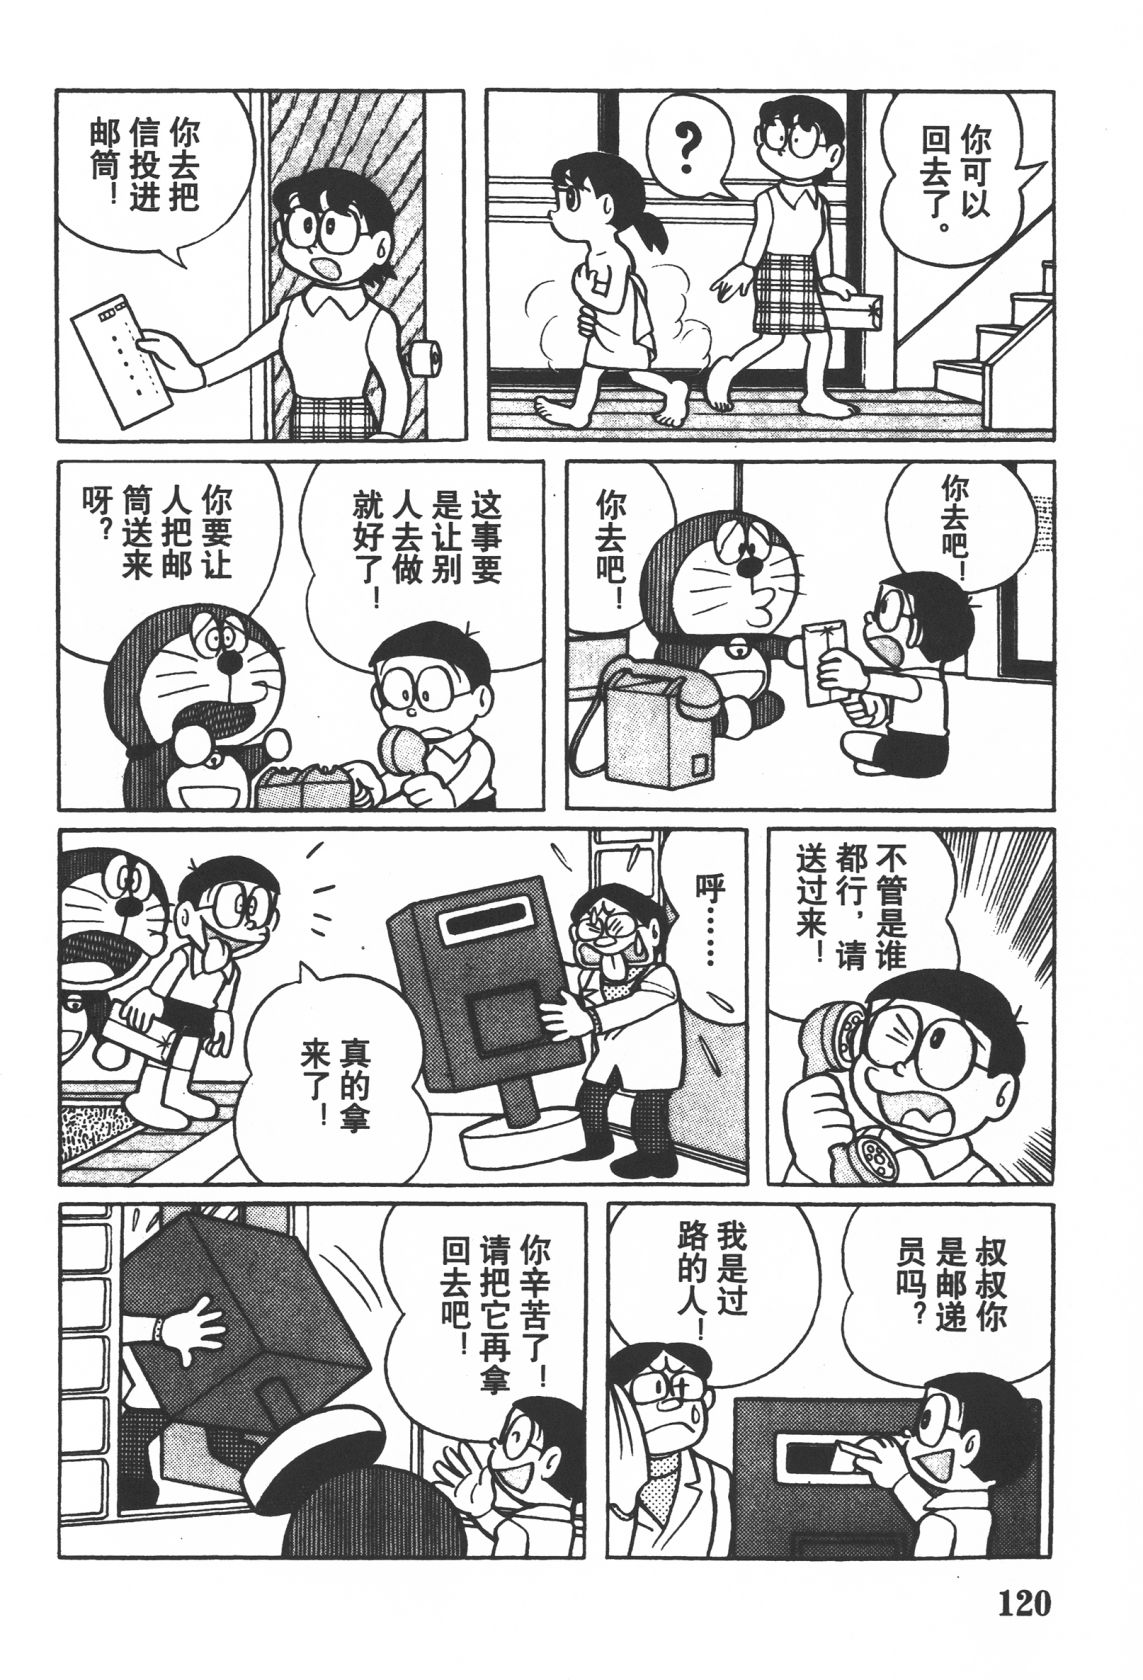 你可以
回去了。
?
你去把
信投进
邮筒！
你去吧！
你去吧！
这事要
是让别
人去做
就好了！
你要让
人把邮
筒送来
呀？
不管是谁
都行，请
送过来！
呼……
真的拿
来了！
叔叔你
是邮递
员吗？
我是过
路的人！
你辛苦了！
请把它再拿
回去吧！
120